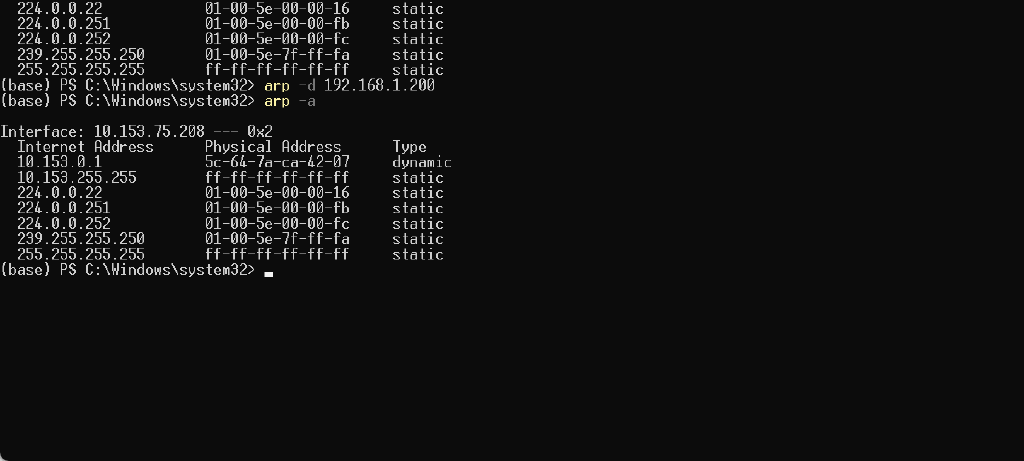 224.0.0.22 01-00-5e-00-00-16 static
224.0.0.251 01-00-5e-00-00-fb static
224.0.0.252 01-00-5e-00-00-fc static
239.255.255.250 01-00-5e-7f-ff-fa static
255.255.255.255 ff-ff-ff-ff-ff-ff static
(base) PS C:\Windows\system32> arp -d 192.168.1.200
(base) PS C:\Windows\system32> arp -a
Interface: 10.153.75.208 --- 0x2
Internet Address Physical Address Type
10.153.0.1 5c-64-7a-ca-42-07 dynamic
10.153.255.255 ff-ff-ff-ff-ff-ff static
224.0.0.22 01-00-5e-00-00-16 static
224.0.0.251 01-00-5e-00-00-fb static
224.0.0.252 01-00-5e-00-00-fc static
239.255.255.250 01-00-5e-7f-ff-fa static
255.255.255.255 ff-ff-ff-ff-ff-ff static
(base) PS C:\Windows\system32>